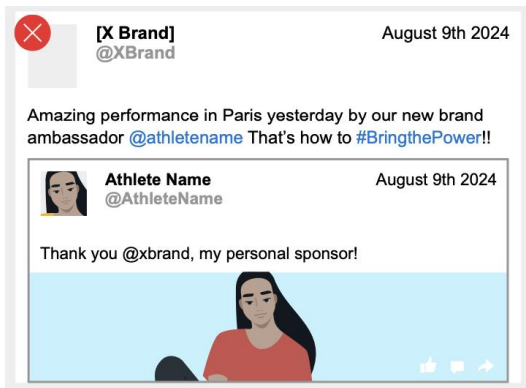 [X Brand] August 9th 2024
@XBrand
Amazing performance in Paris yesterday by our new brand
ambassador @athletename That’s how to #BringthePower!!
Athlete Name August 9th 2024
@AthleteName
Thank you @xbrand, my personal sponsor!